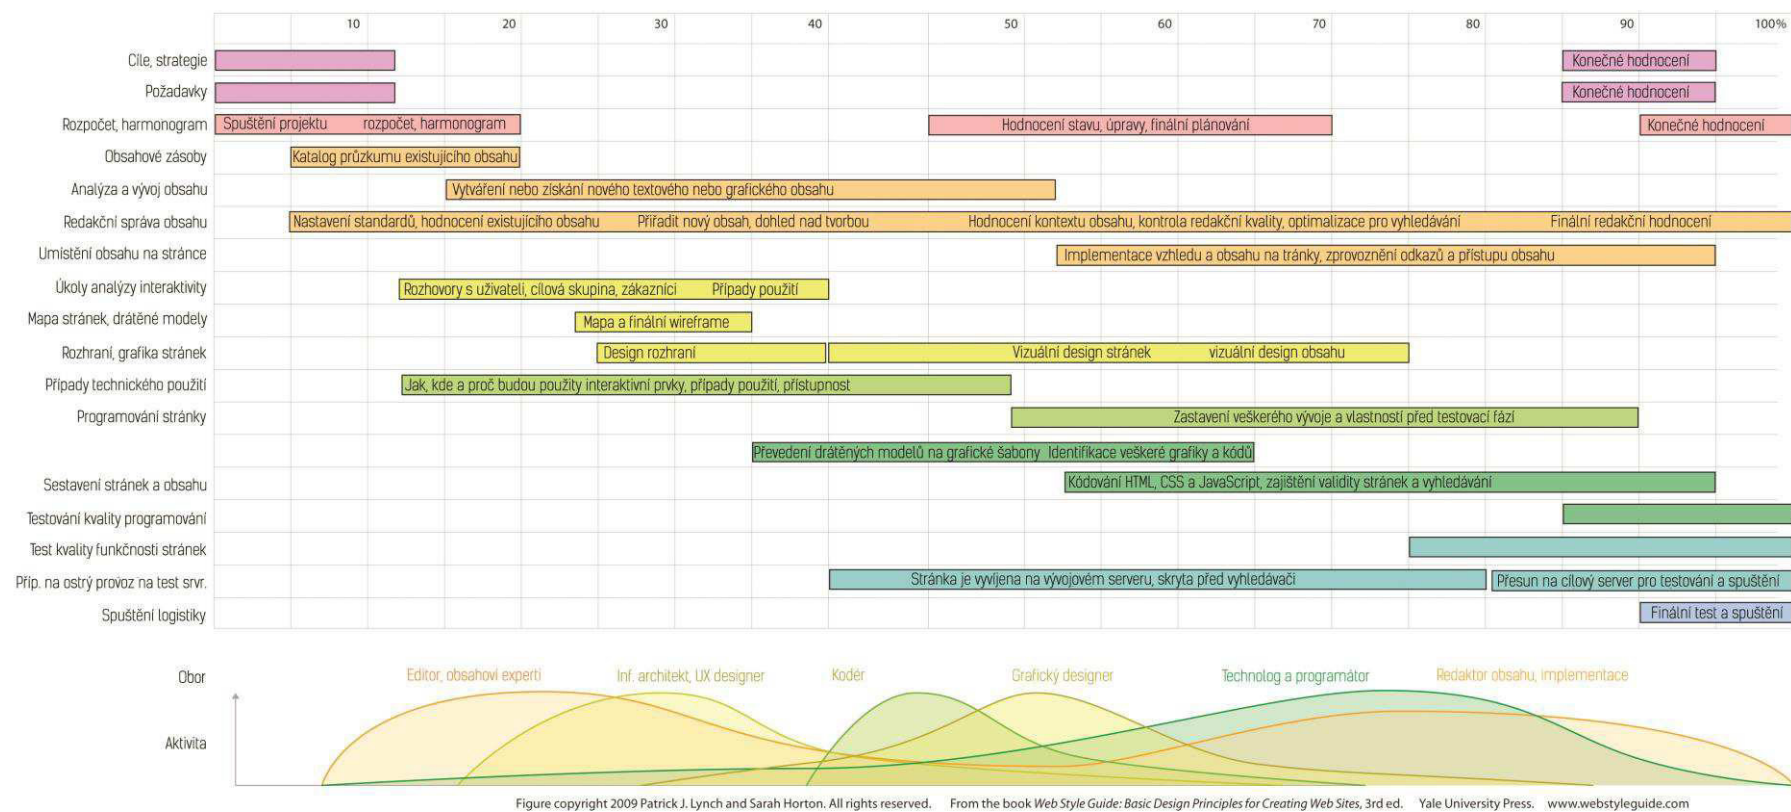 10 20 30 40 50 60 70 80 90 100%
Cíle, strategie Konečné hodnocení
Požadavky Konečné hodnocení
Rozpočet, harmonogram Spuštění projektu rozpočet, harmonogram Hodnocení stavu, úpravy, finální plánování Konečné hodnocení
Obsahové zásoby Katalog průzkumu existujícího obsahu
Analýza a vývoj obsahu Vytváření nebo získání nového textového nebo grafického obsahu
Redakční správa obsahu Nastavení standardů, hodnocení existujícího obsahu Přiřadit nový obsah, dohled nad tvorbou Hodnocení kontextu obsahu, kontrola redakční kvality, optimalizace pro vyhledávání Finální redakční hodnocení
Umístění obsahu na stránce Implementace vzhledu a obsahu na tránky, zprovoznění odkazů a přístupu obsahu
Úkoly analýzy interaktivity Rozhovory s uživateli, cílová skupina, zákazníci Případy použití
Mapa stránek, drátěné modely Mapa a finální wireframe
Rozhraní, grafika stránek Design rozhraní Vizuální design stránek vizuální design obsahu
Případy technického použití Jak, kde a proč budou použity interaktivní prvky, případy použití, přístupnost
Programování stránky Zastavení veškerého vývoje a vlastností před testovací fází
Převedení drátěných modelů na grafické šabony Identifikace veškeré grafiky a kódů
Sestavení stránek a obsahu Kódování HTML, CSS a JavaScript, zajištění validity stránek a vyhledávání
Testování kvality programování
Test kvality funkčnosti stránek
Příp. na ostrý provoz na test srvr. Stránka je vyvíjena na vývojovém serveru, skryta před vyhledávači Přesun na cílový server pro testování a spuštění
Spuštění logistiky Finální test a spuštění
Obor Editor, obsahoví experti Inf. architekt, UX designer Kodér Grafický designer Technolog a programátor Redaktor obsahu, implementace
Aktivita
Figure copyright 2009 Patrick J. Lynch and Sarah Horton. All rights reserved. From the book Web Style Guide: Basic Design Principles for Creating Web Sites, 3rd ed. Yale University Press. www.webstyleguide.com